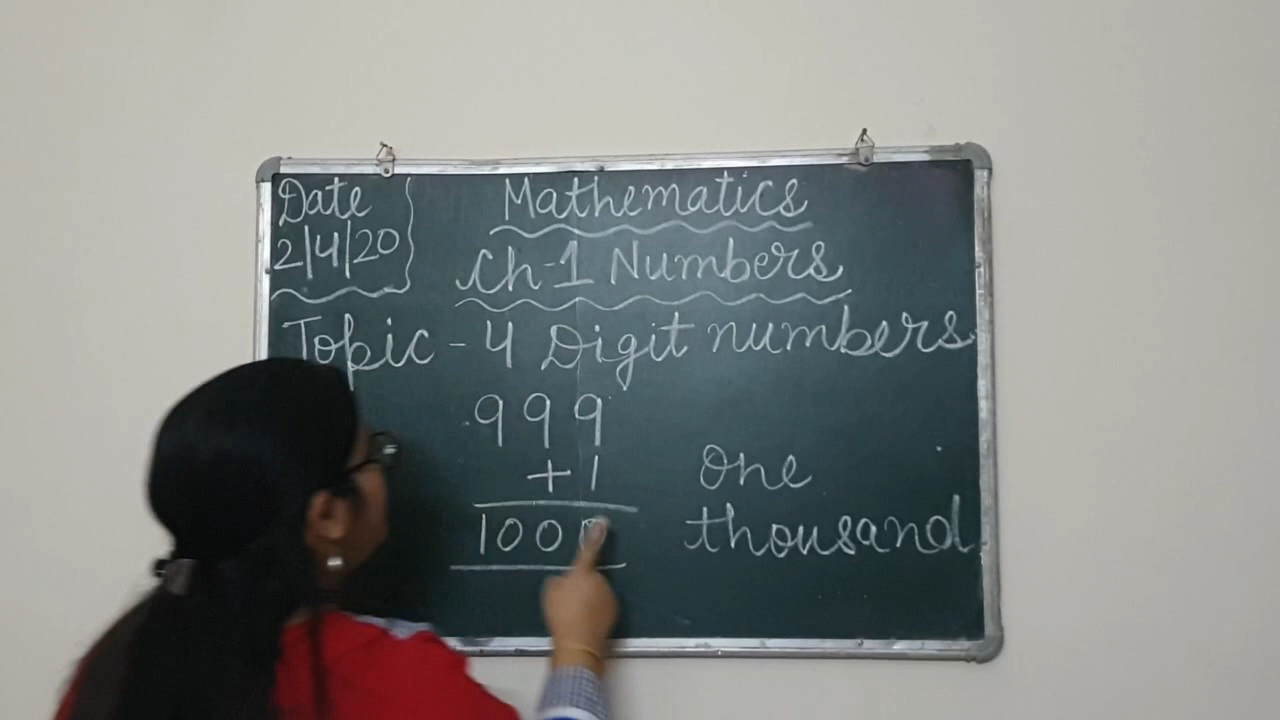 Date
2/4/20
Mathematics
Ch-1 Numbers
Topic - 4 Digit numbers
999
+1
1000
One
thousand